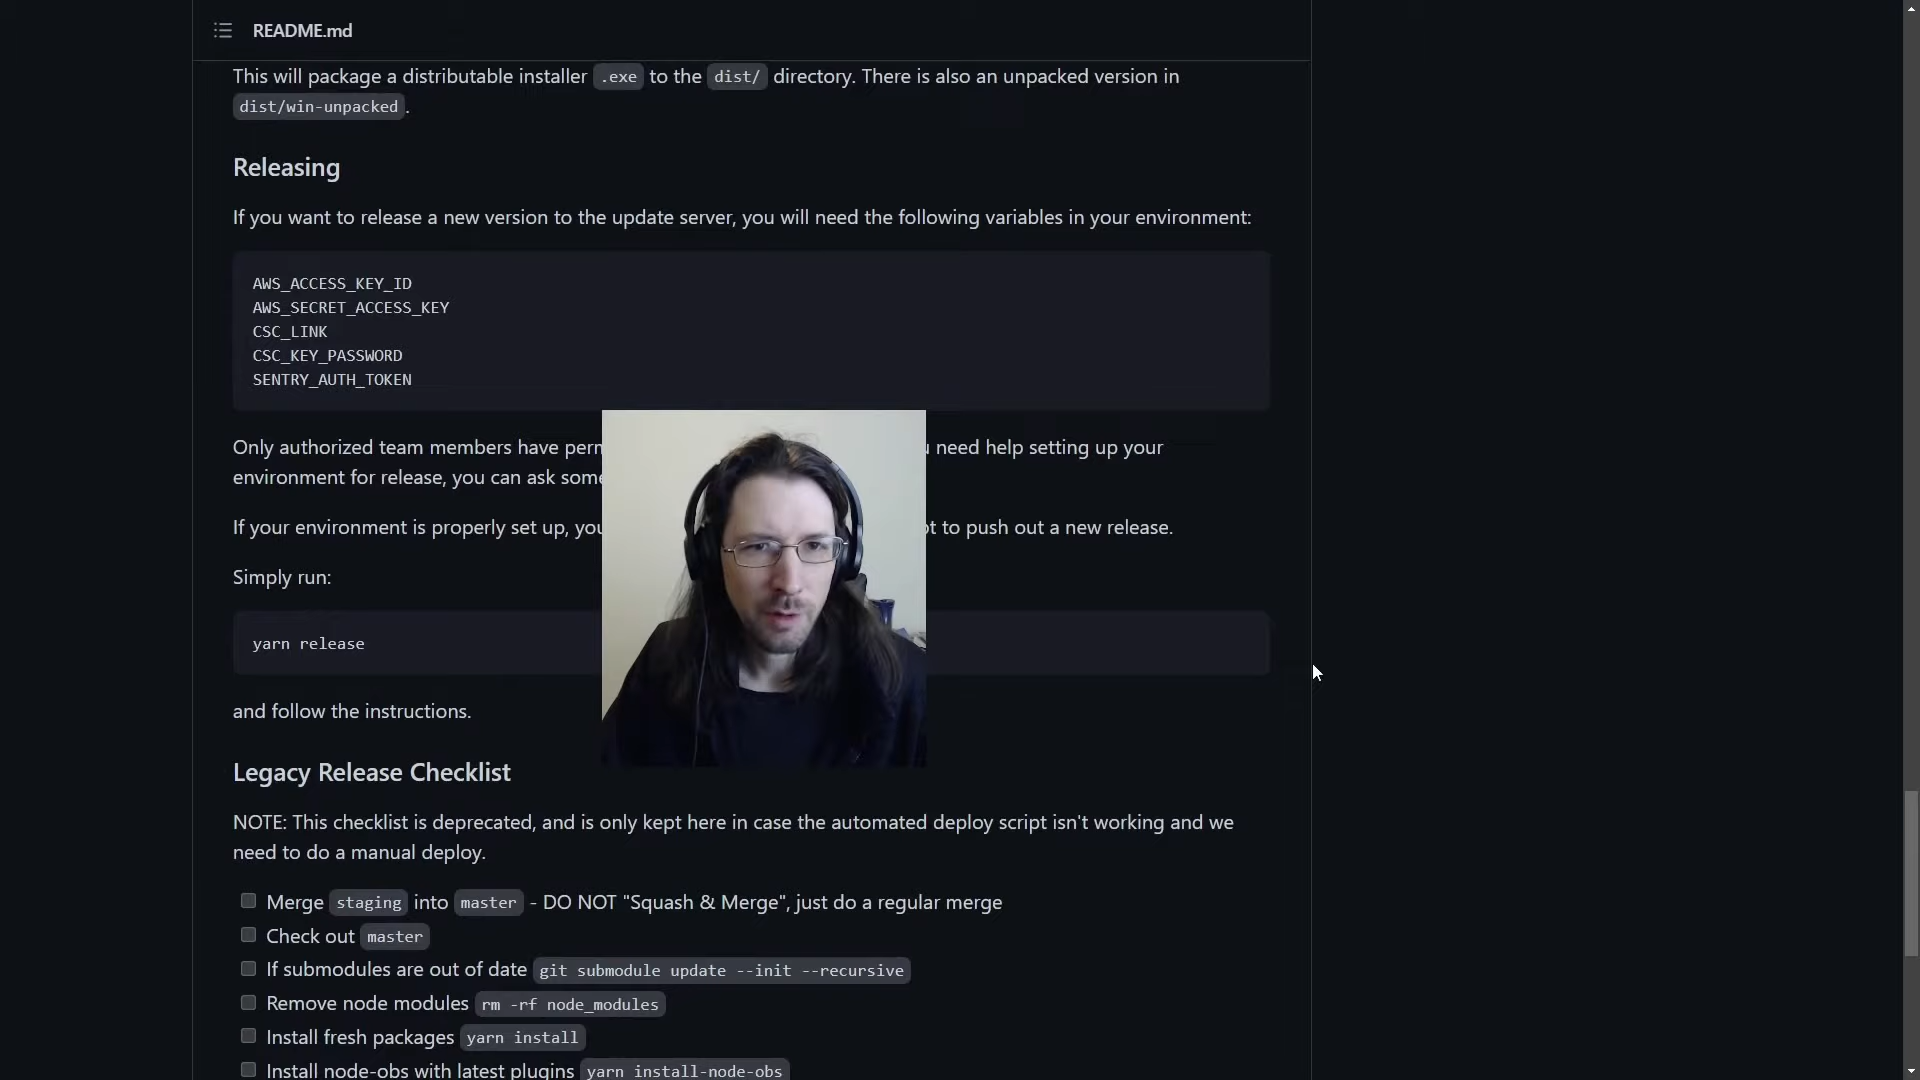 README.md
This will package a distributable installer .exe to the dist/ directory. There is also an unpacked version in
dist/win-unpacked.
Releasing
If you want to release a new version to the update server, you will need the following variables in your environment:
AWS_ACCESS_KEY_ID
AWS_SECRET_ACCESS_KEY
CSC_LINK
CSC_KEY_PASSWORD
SENTRY_AUTH_TOKEN
Only authorized team members have need help setting up your
environment for release, you can ask
If your environment is properly set up, to push out a new release.
Simply run:
yarn release
and follow the instructions.
Legacy Release Checklist
NOTE: This checklist is deprecated, and is only kept here in case the automated deploy script isn't working and we
need to do a manual deploy.
Merge staging into master - DO NOT "Squash & Merge", just do a regular merge
Check out master
If submodules are out of date git submodule update --init --recursive
Remove node modules rm -rf node_modules
Install fresh packages yarn install
Install node-obs with latest plugins yarn install-node-obs